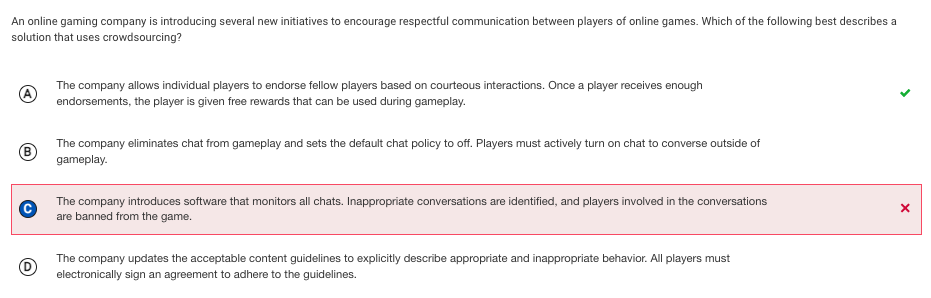 An online gaming company is introducing several new initiatives to encourage respectful communication between players of online games. Which of the following best describes a
solution that uses crowdsourcing?
A
The company allows individual players to endorse fellow players based on courteous interactions. Once a player receives enough
endorsements, the player is given free rewards that can be used during gameplay.
B
The company eliminates chat from gameplay and sets the default chat policy to off. Players must actively turn on chat to converse outside of
gameplay.
C
The company introduces software that monitors all chats. Inappropriate conversations are identified, and players involved in the conversations
are banned from the game.
D
The company updates the acceptable content guidelines to explicitly describe appropriate and inappropriate behavior. All players must
electronically sign an agreement to adhere to the guidelines.